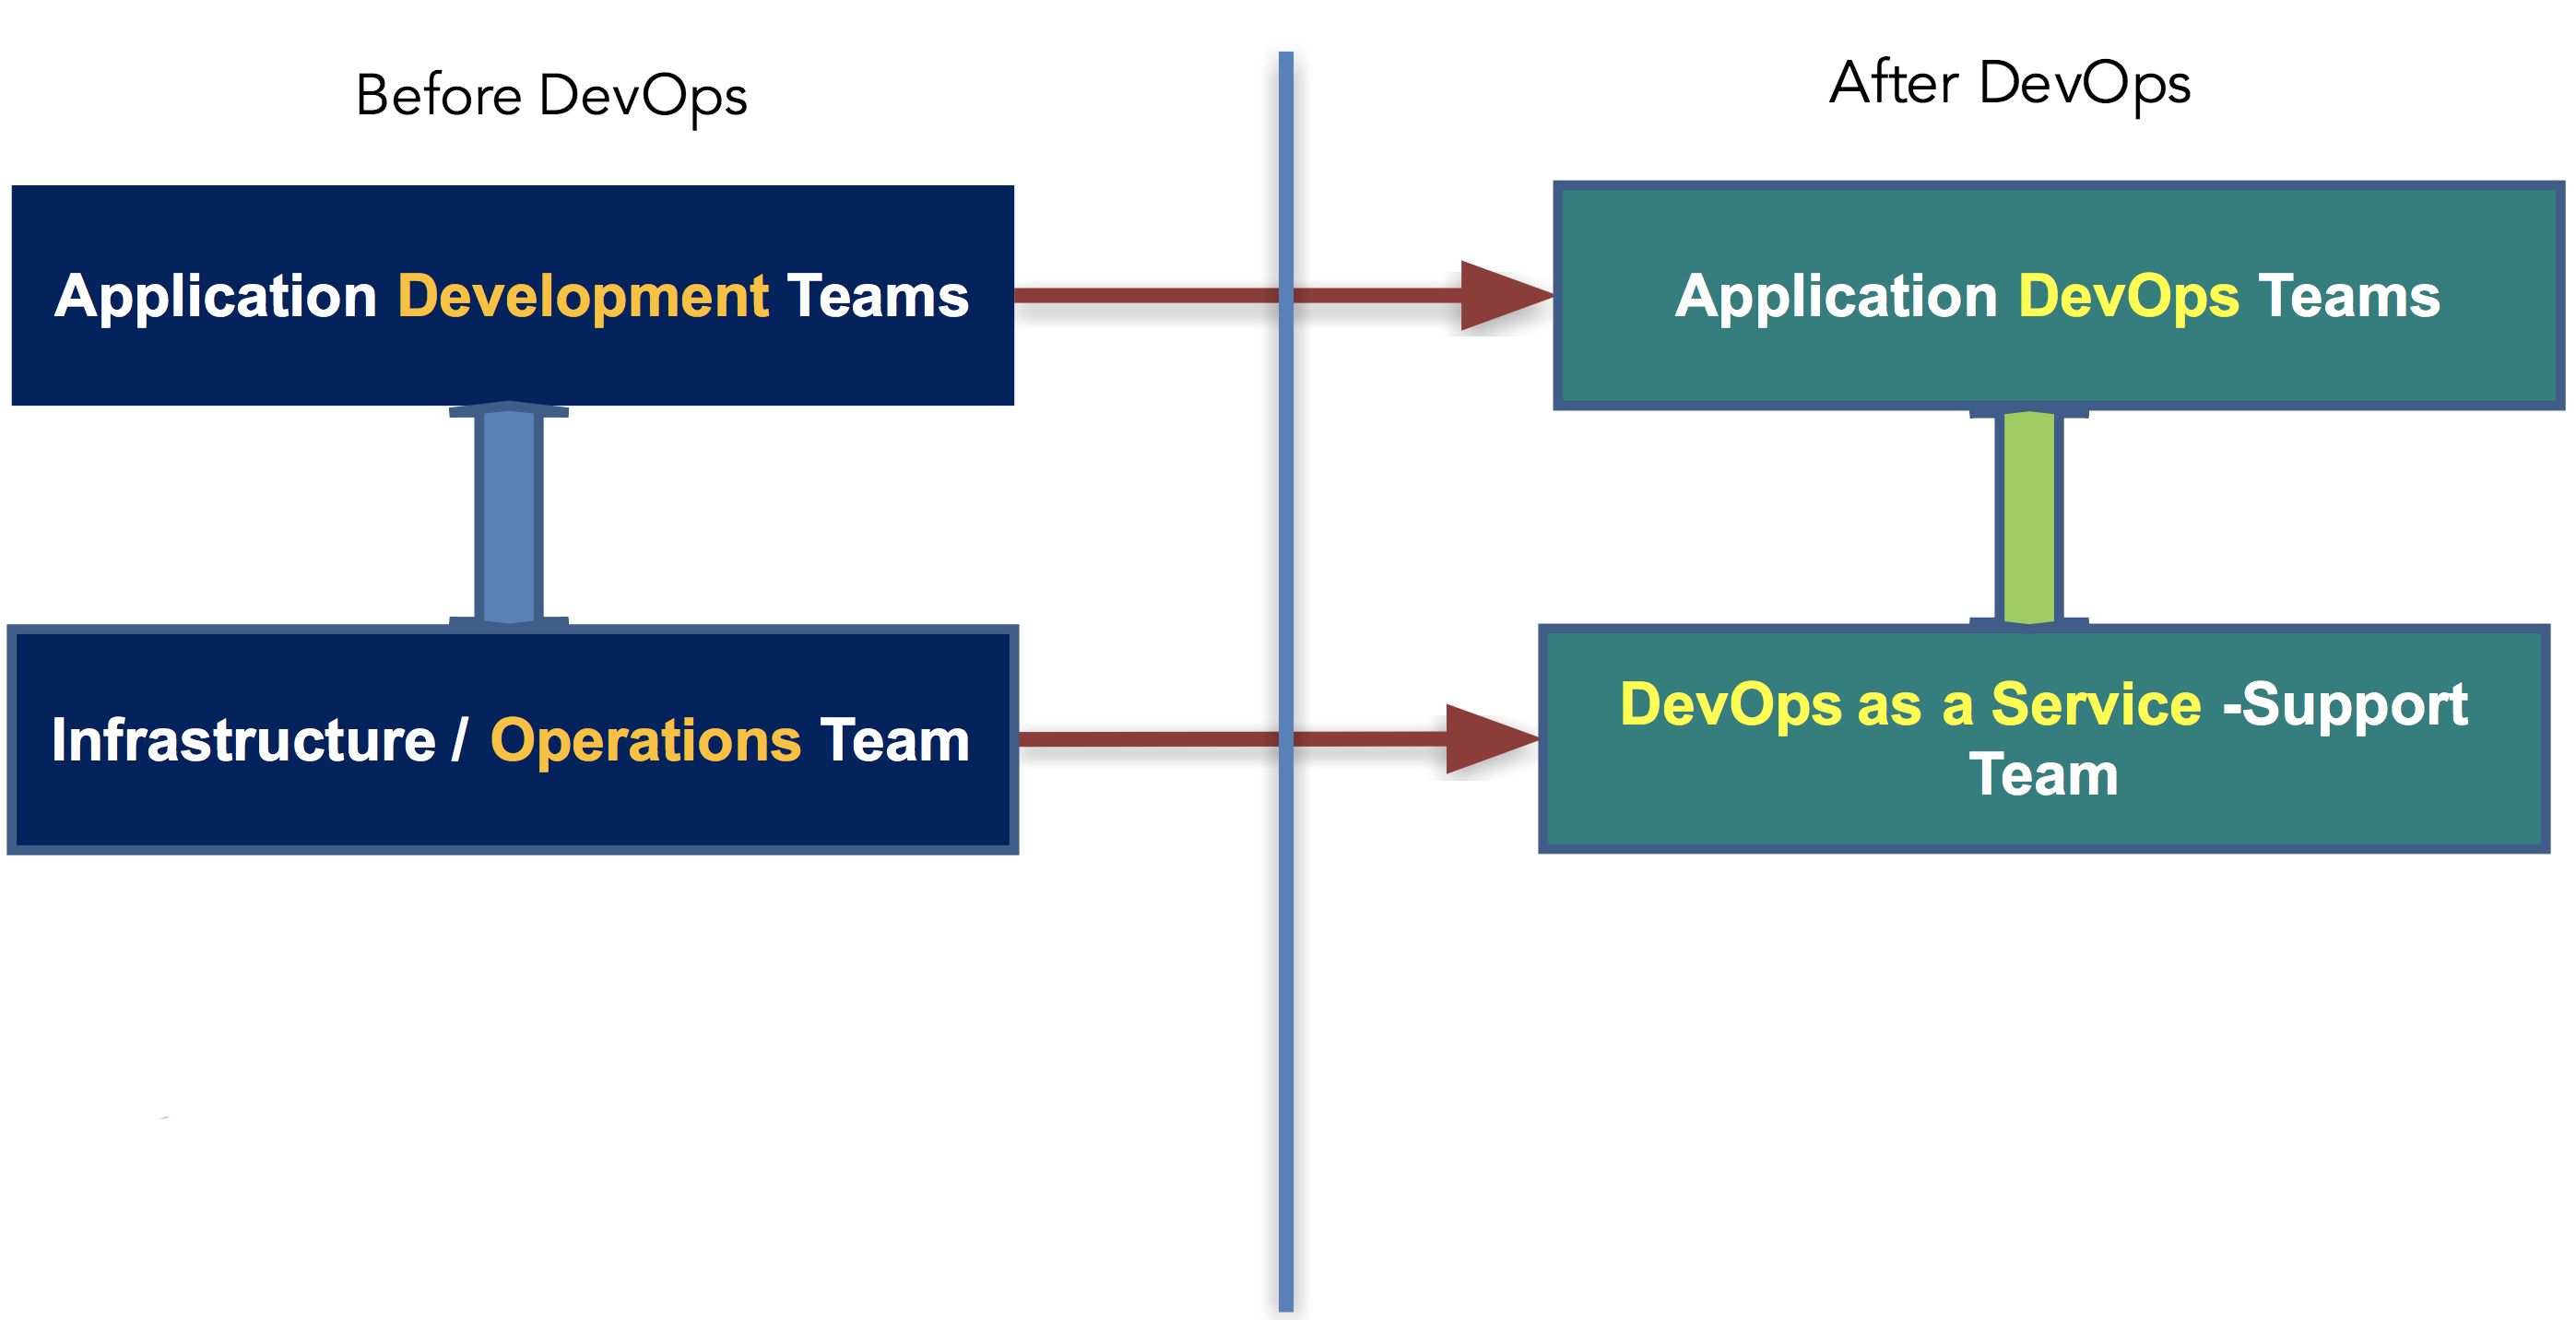 Before DevOps
After DevOps
Application Development Teams
Application DevOps Teams
Infrastructure / Operations Team
DevOps as a Service -Support
Team